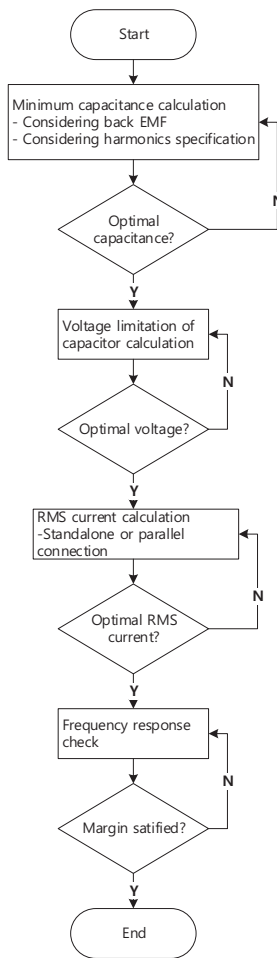 Start
Minimum capacitance calculation
- Considering back EMF
- Considering harmonics specification
N
Optimal
capacitance?
Y
Voltage limitation of
capacitor calculation
N
Optimal voltage?
Y
RMS current calculation
-Standalone or parallel
connection
N
Optimal RMS
current?
Y
Frequency response
check
N
Margin satified?
Y
End